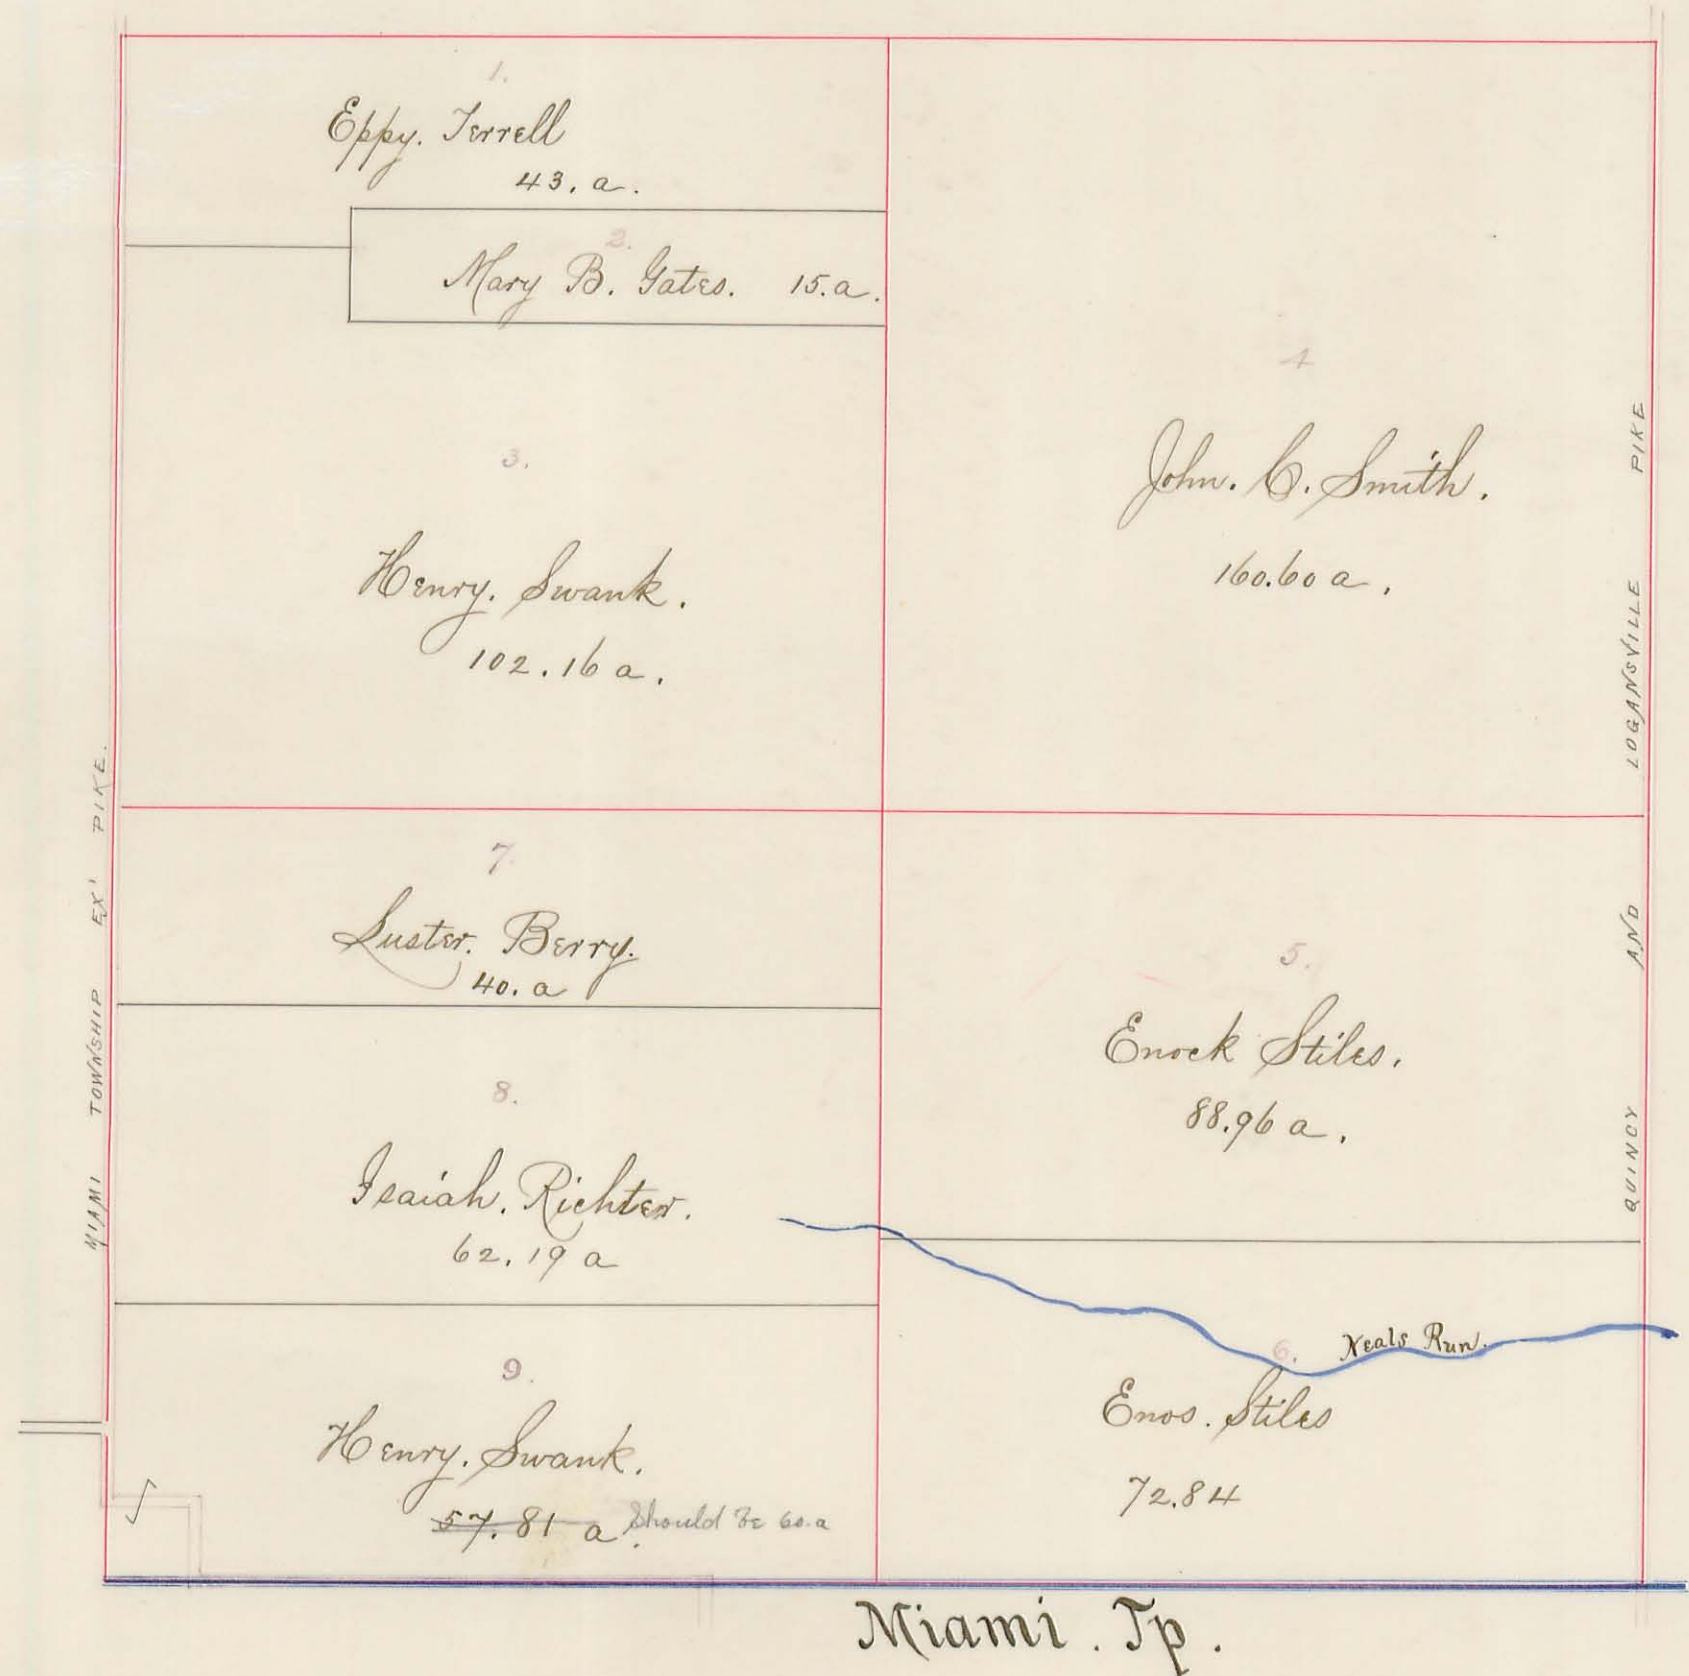 1.
Eppy. Terrell
43. a.
2.
Mary B. Gates. 15. a.
3.
Henry. Swank.
102.16 a.
4
John. C. Smith.
160.60 a.
7.
Luster. Berry.
40. a
8.
Isaiah. Richter.
62.19 a
9.
Henry. Swank.
57.81 a. Should be 60. a
5.
Enock Stiles.
88.96 a.
6.
Neals Run.
Enos. Stiles
72.84
MIAMI TOWNSHIP EX' PIKE.
QUINCY AND LOGANSVILLE PIKE
Miami. Tp.